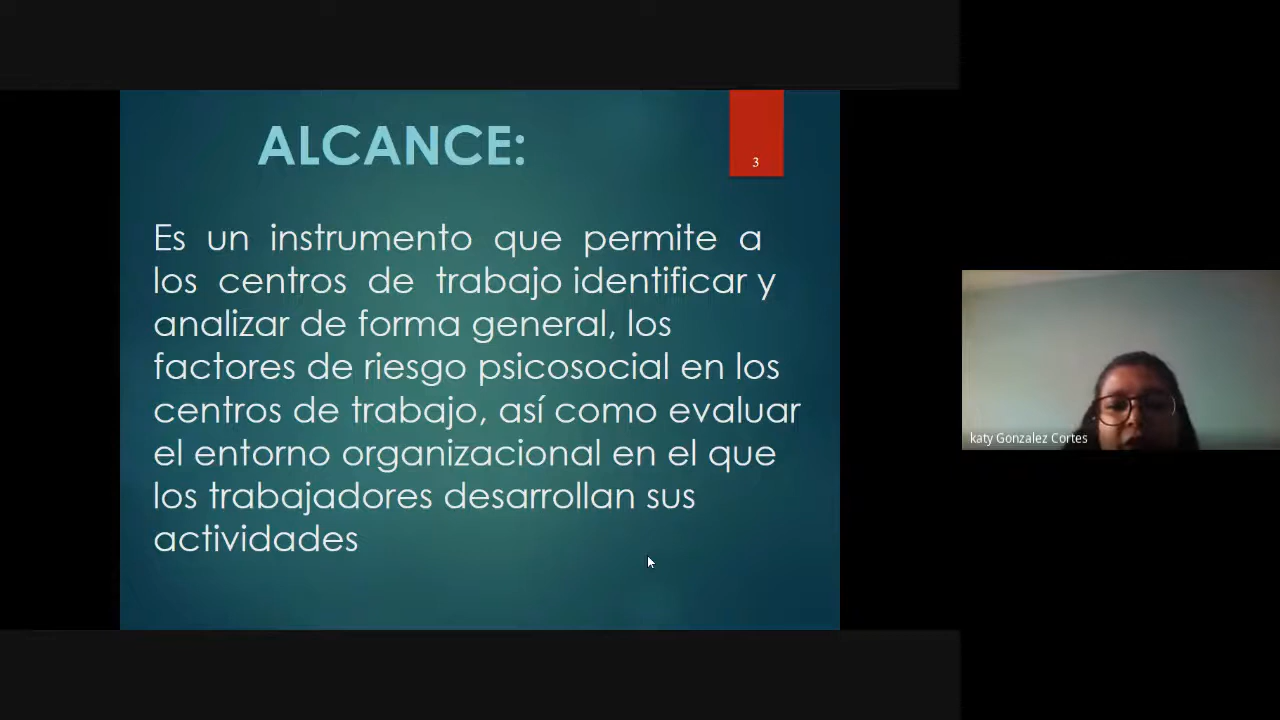 ALCANCE:
3
Es un instrumento que permite a
los centros de trabajo identificar y
analizar de forma general, los
factores de riesgo psicosocial en los
centros de trabajo, así como evaluar
el entorno organizacional en el que
los trabajadores desarrollan sus
actividades
katy Gonzalez Cortes